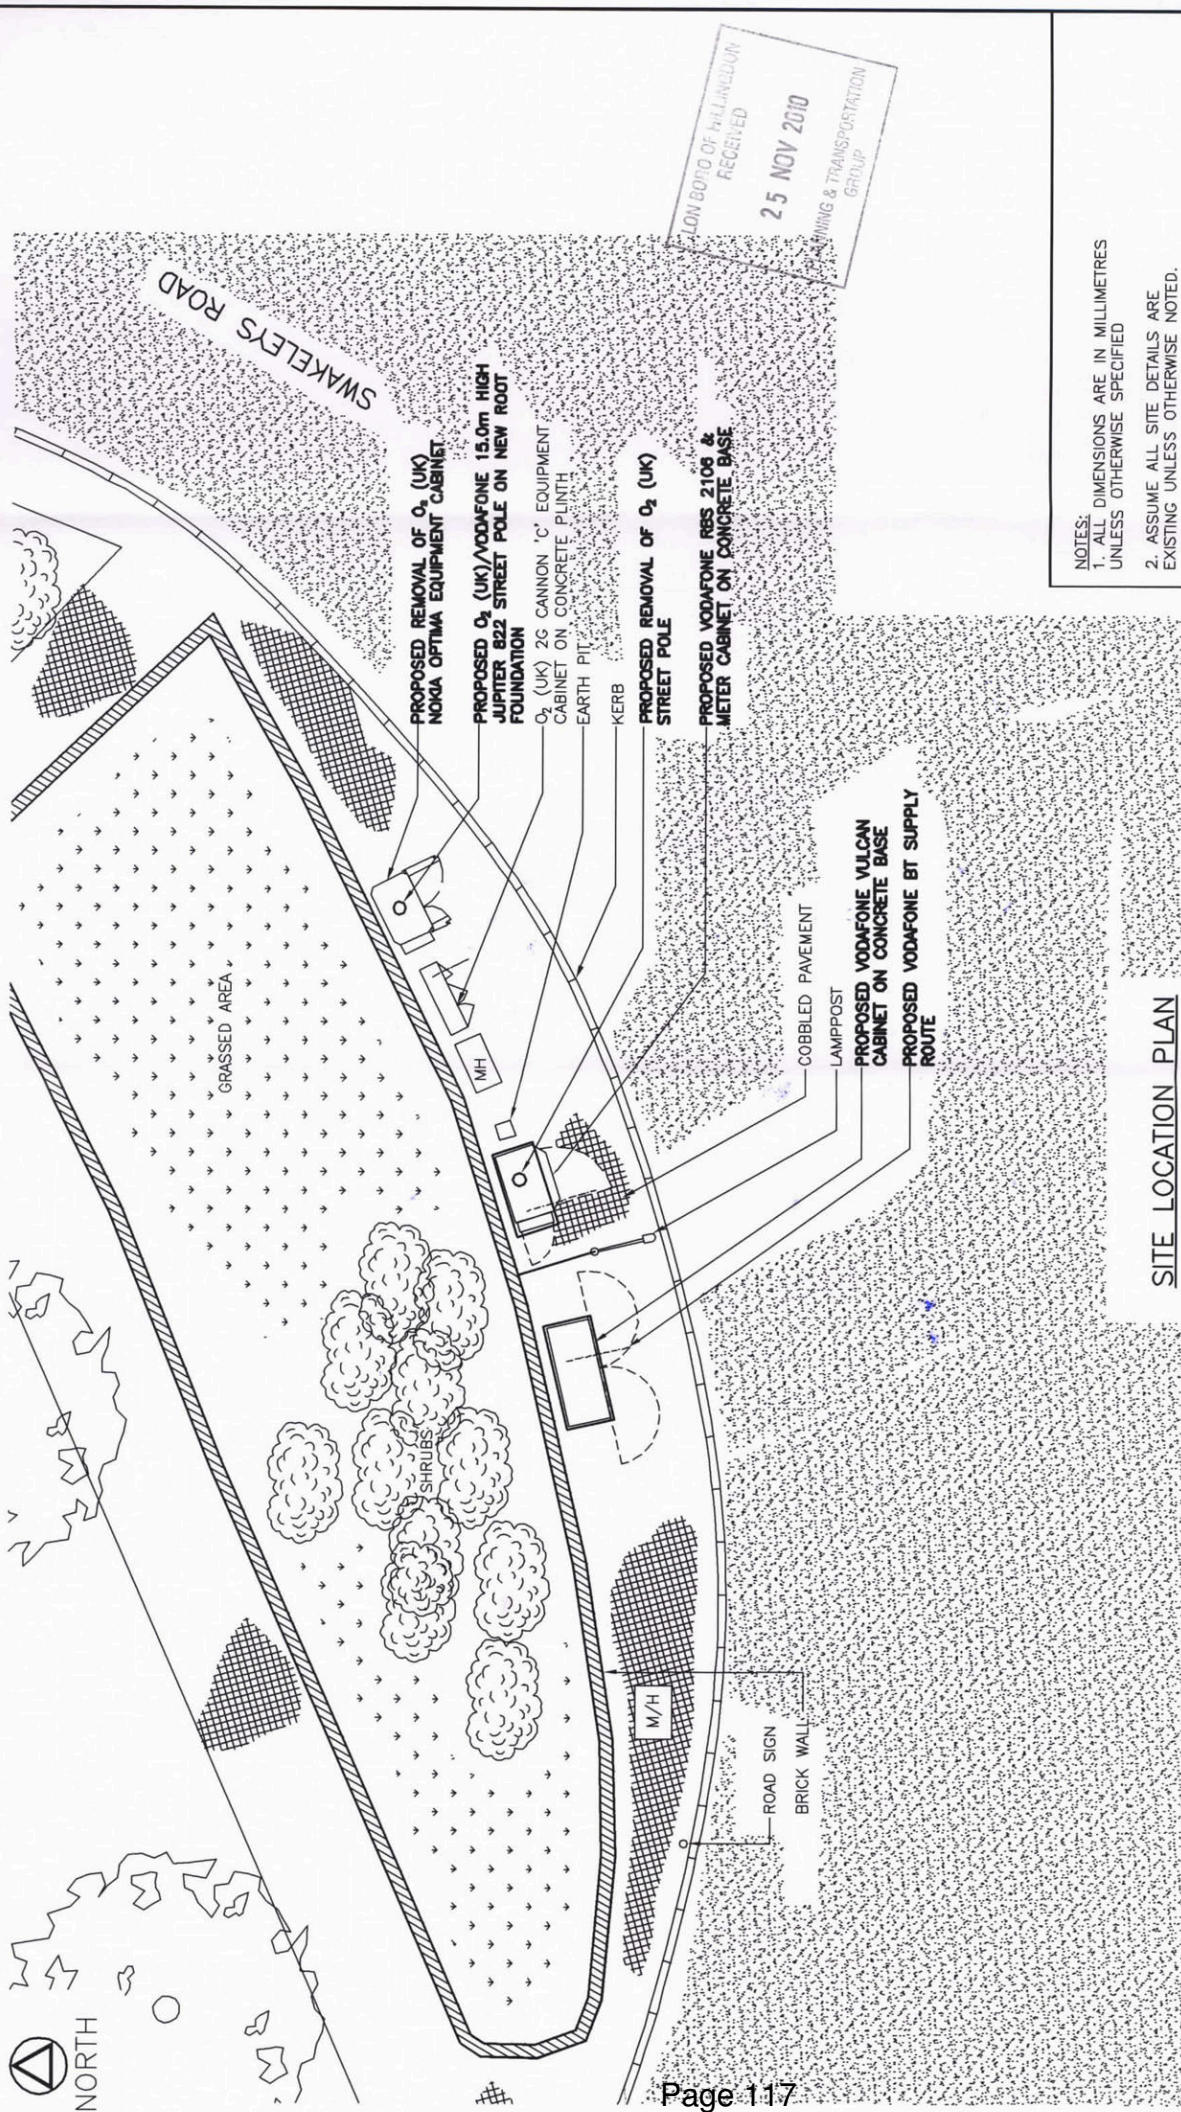 NORTH
SWAKELEYS ROAD
GRASSED AREA
SHRUBS
MH
M/H
PROPOSED REMOVAL OF O₂ (UK)
NOKIA OPTIMA EQUIPMENT CABINET
PROPOSED O₂ (UK)/VODAFONE 15.0m HIGH
JUPITER 822 STREET POLE ON NEW ROOT
FOUNDATION
O₂ (UK) 2G CANNON 'C' EQUIPMENT
CABINET ON CONCRETE PLINTH
EARTH PIT
KERB
PROPOSED REMOVAL OF O₂ (UK)
STREET POLE
PROPOSED VODAFONE RBS 2106 &
METER CABINET ON CONCRETE BASE
COBBLED PAVEMENT
LAMPPOST
PROPOSED VODAFONE VULCAN
CABINET ON CONCRETE BASE
PROPOSED VODAFONE BT SUPPLY
ROUTE
ROAD SIGN
BRICK WALL
LON BORO OF HILLINGDON
RECEIVED
25 NOV 2010
PLANNING & TRANSPORTATION
GROUP
NOTES:
1. ALL DIMENSIONS ARE IN MILLIMETRES
UNLESS OTHERWISE SPECIFIED
2. ASSUME ALL SITE DETAILS ARE
EXISTING UNLESS OTHERWISE NOTED.
SITE LOCATION PLAN
Page 117